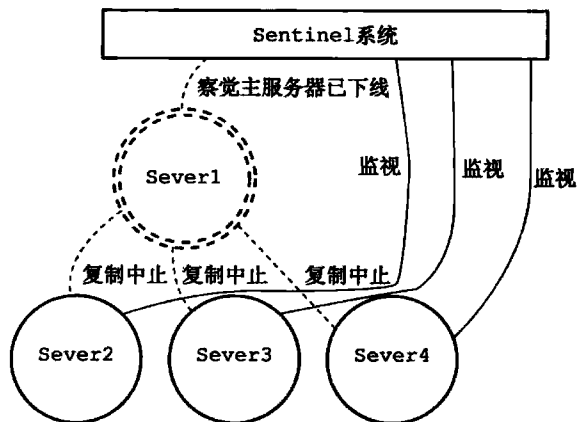 Sentinel系统
察觉主服务器已下线
Sever1
监视
监视
监视
复制中止
复制中止
复制中止
Sever2
Sever3
Sever4